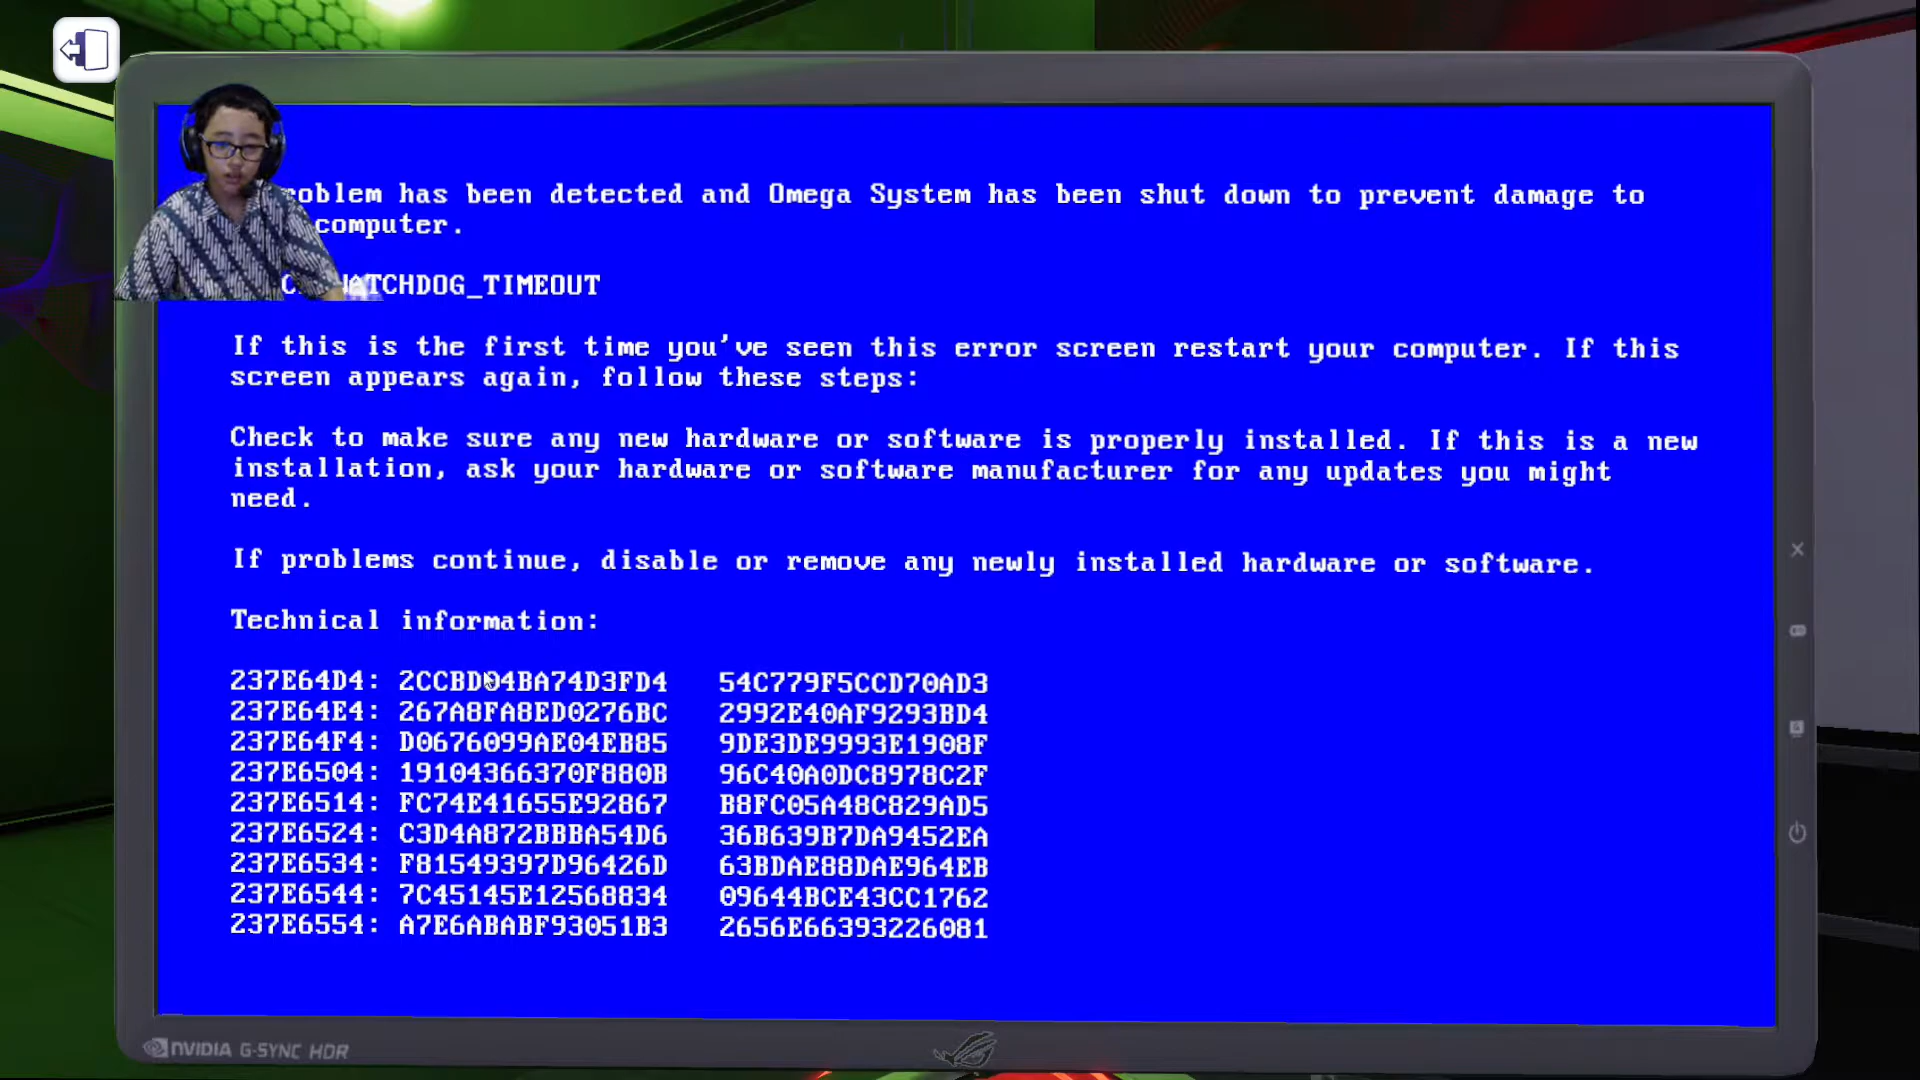 roblem has been detected and Omega System has been shut down to prevent damage to
computer.
ATCHDOG_TIMEOUT
If this is the first time you've seen this error screen restart your computer. If this
screen appears again, follow these steps:
Check to make sure any new hardware or software is properly installed. If this is a new
installation, ask your hardware or software manufacturer for any updates you might
need.
If problems continue, disable or remove any newly installed hardware or software.
Technical information:
237E64D4: 2CCBD04BA74D3FD4 54C779F5CCD70AD3
237E64E4: 267A8FA8ED0276BC 2992E40AF9293BD4
237E64F4: D0676099AE04EB85 9DE3DE9993E1908F
237E6504: 19104366370F880B 96C40A0DC8978C2F
237E6514: FC74E41655E92867 B8FC05A48C829AD5
237E6524: C3D4A872BBBA54D6 36B639B7DA9452EA
237E6534: F81549397D96426D 63BDAE88DAE964EB
237E6544: 7C45145E12568834 09644BCE43CC1762
237E6554: A7E6ABABF93051B3 2656E66393226081
NVIDIA G-SYNC HDR